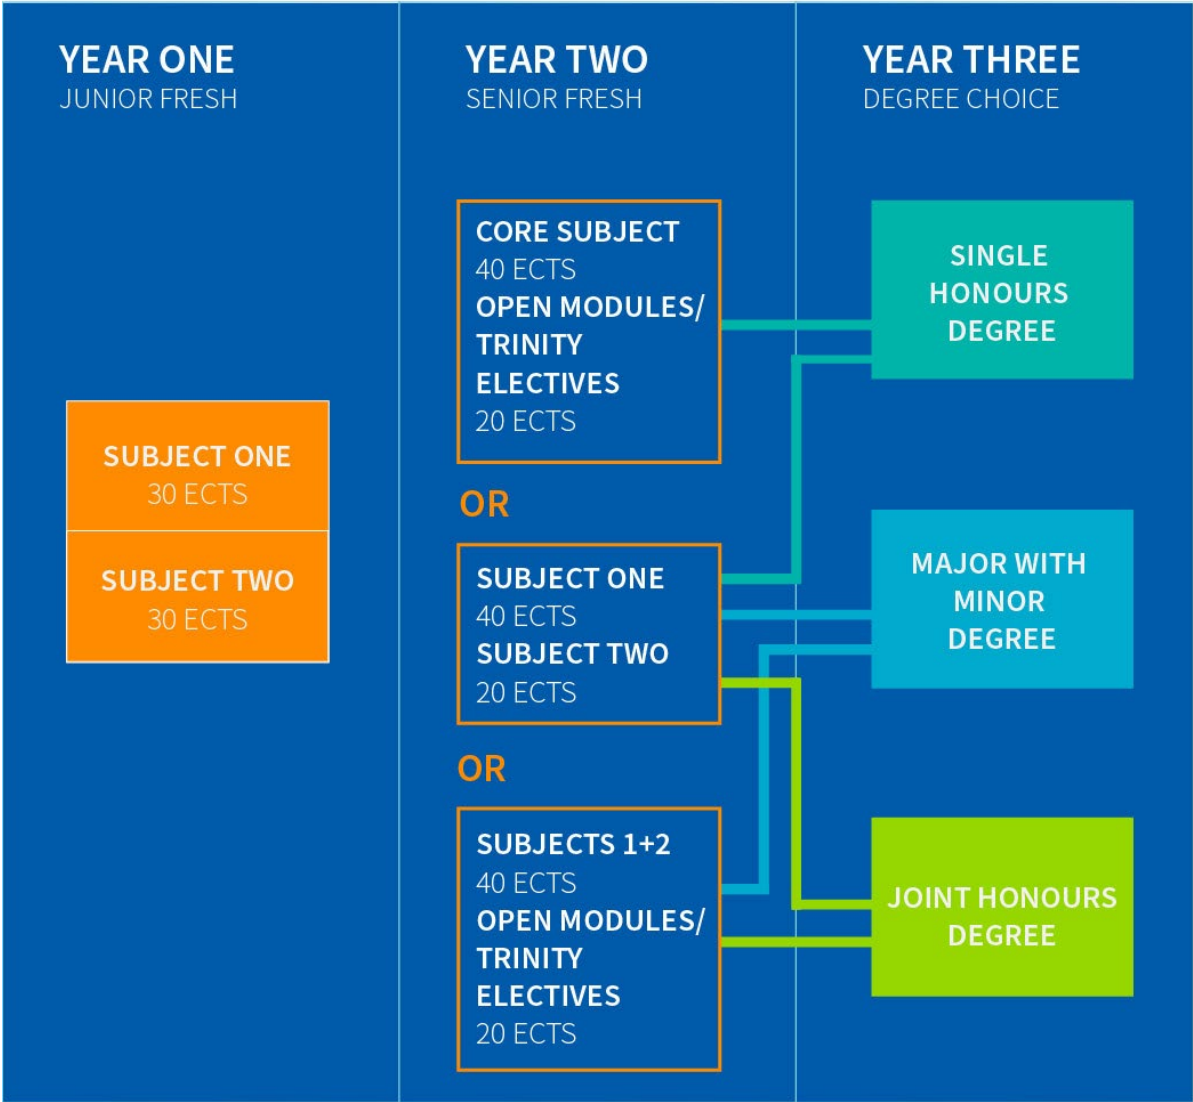 YEAR ONE
JUNIOR FRESH
SUBJECT ONE
30 ECTS
SUBJECT TWO
30 ECTS
YEAR TWO
SENIOR FRESH
CORE SUBJECT
40 ECTS
OPEN MODULES/
TRINITY
ELECTIVES
20 ECTS
OR
SUBJECT ONE
40 ECTS
SUBJECT TWO
20 ECTS
OR
SUBJECTS 1+2
40 ECTS
OPEN MODULES/
TRINITY
ELECTIVES
20 ECTS
YEAR THREE
DEGREE CHOICE
SINGLE
HONOURS
DEGREE
MAJOR WITH
MINOR
DEGREE
JOINT HONOURS
DEGREE